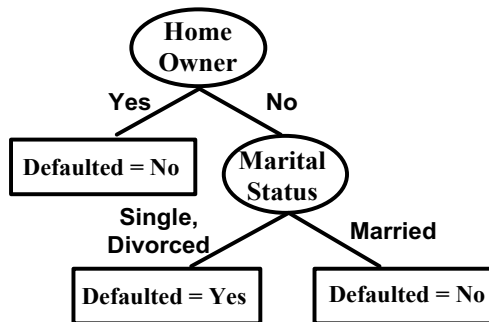 Home
Owner
Yes
No
Defaulted = No
Marital
Status
Single,
Divorced
Married
Defaulted = Yes
Defaulted = No